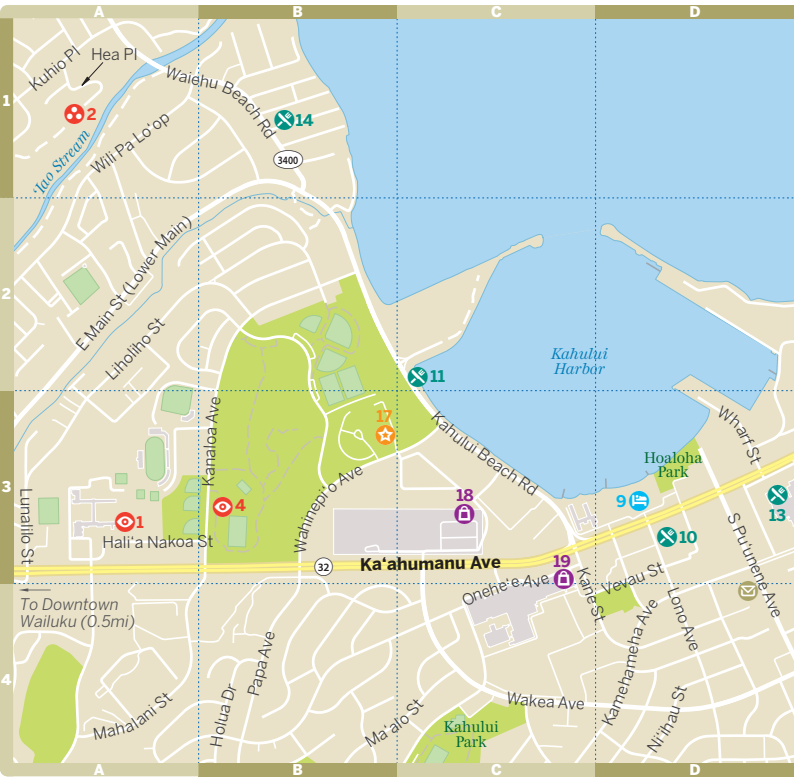 A
B
C
D
1
Kuhio Pl
Hea Pl
2
Waiehu Beach Rd
14
3400
'Iao Stream
Wili Pa Lo'op
2
E Main St (Lower Main)
Liholiho St
Kahului
Harbor
11
17
Kanaloa Ave
Kahului Beach Rd
Wharf St
Hoaloha
Park
3
Lunalilo St
1
4
Hali'a Nakoa St
Wahinepi'o Ave
18
9
13
10
S Pu'unene Ave
32
Ka'ahumanu Ave
19
Onehe'e Ave
Kane St
Vevau St
Lono Ave
To Downtown
Wailuku (0.5mi)
4
Kamehameha Ave
Papa Ave
Holua Dr
Mahalani St
Ma'alo St
Wakea Ave
Kahului
Park
Ni'ihau St
A
B
C
D